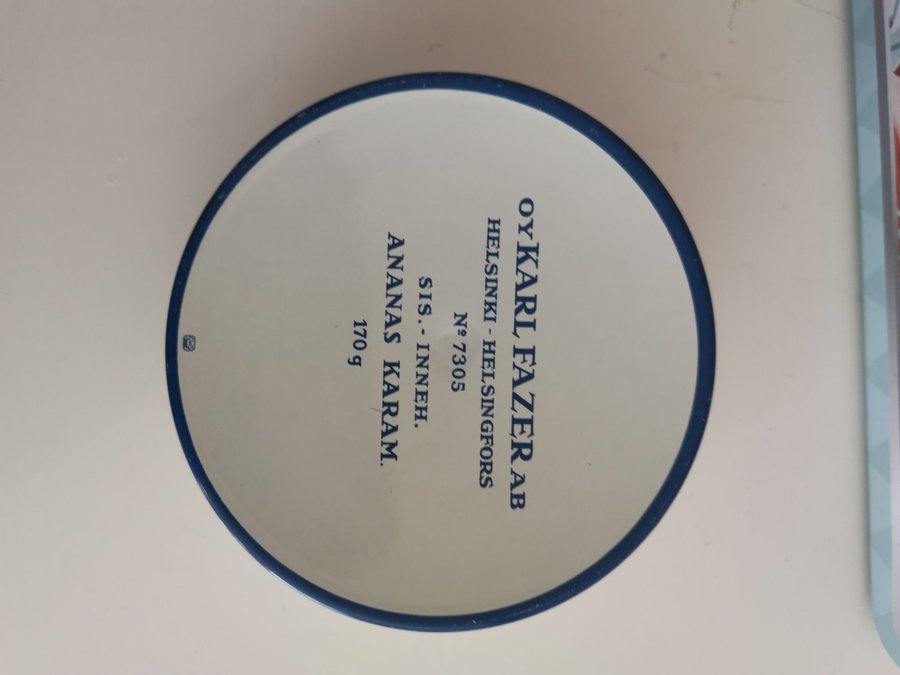 OY KARL FAZER AB
HELSINKI - HELSINGFORS
Nº 7305
SIS.- INNEH.
ANANAS KARAM.
170 g